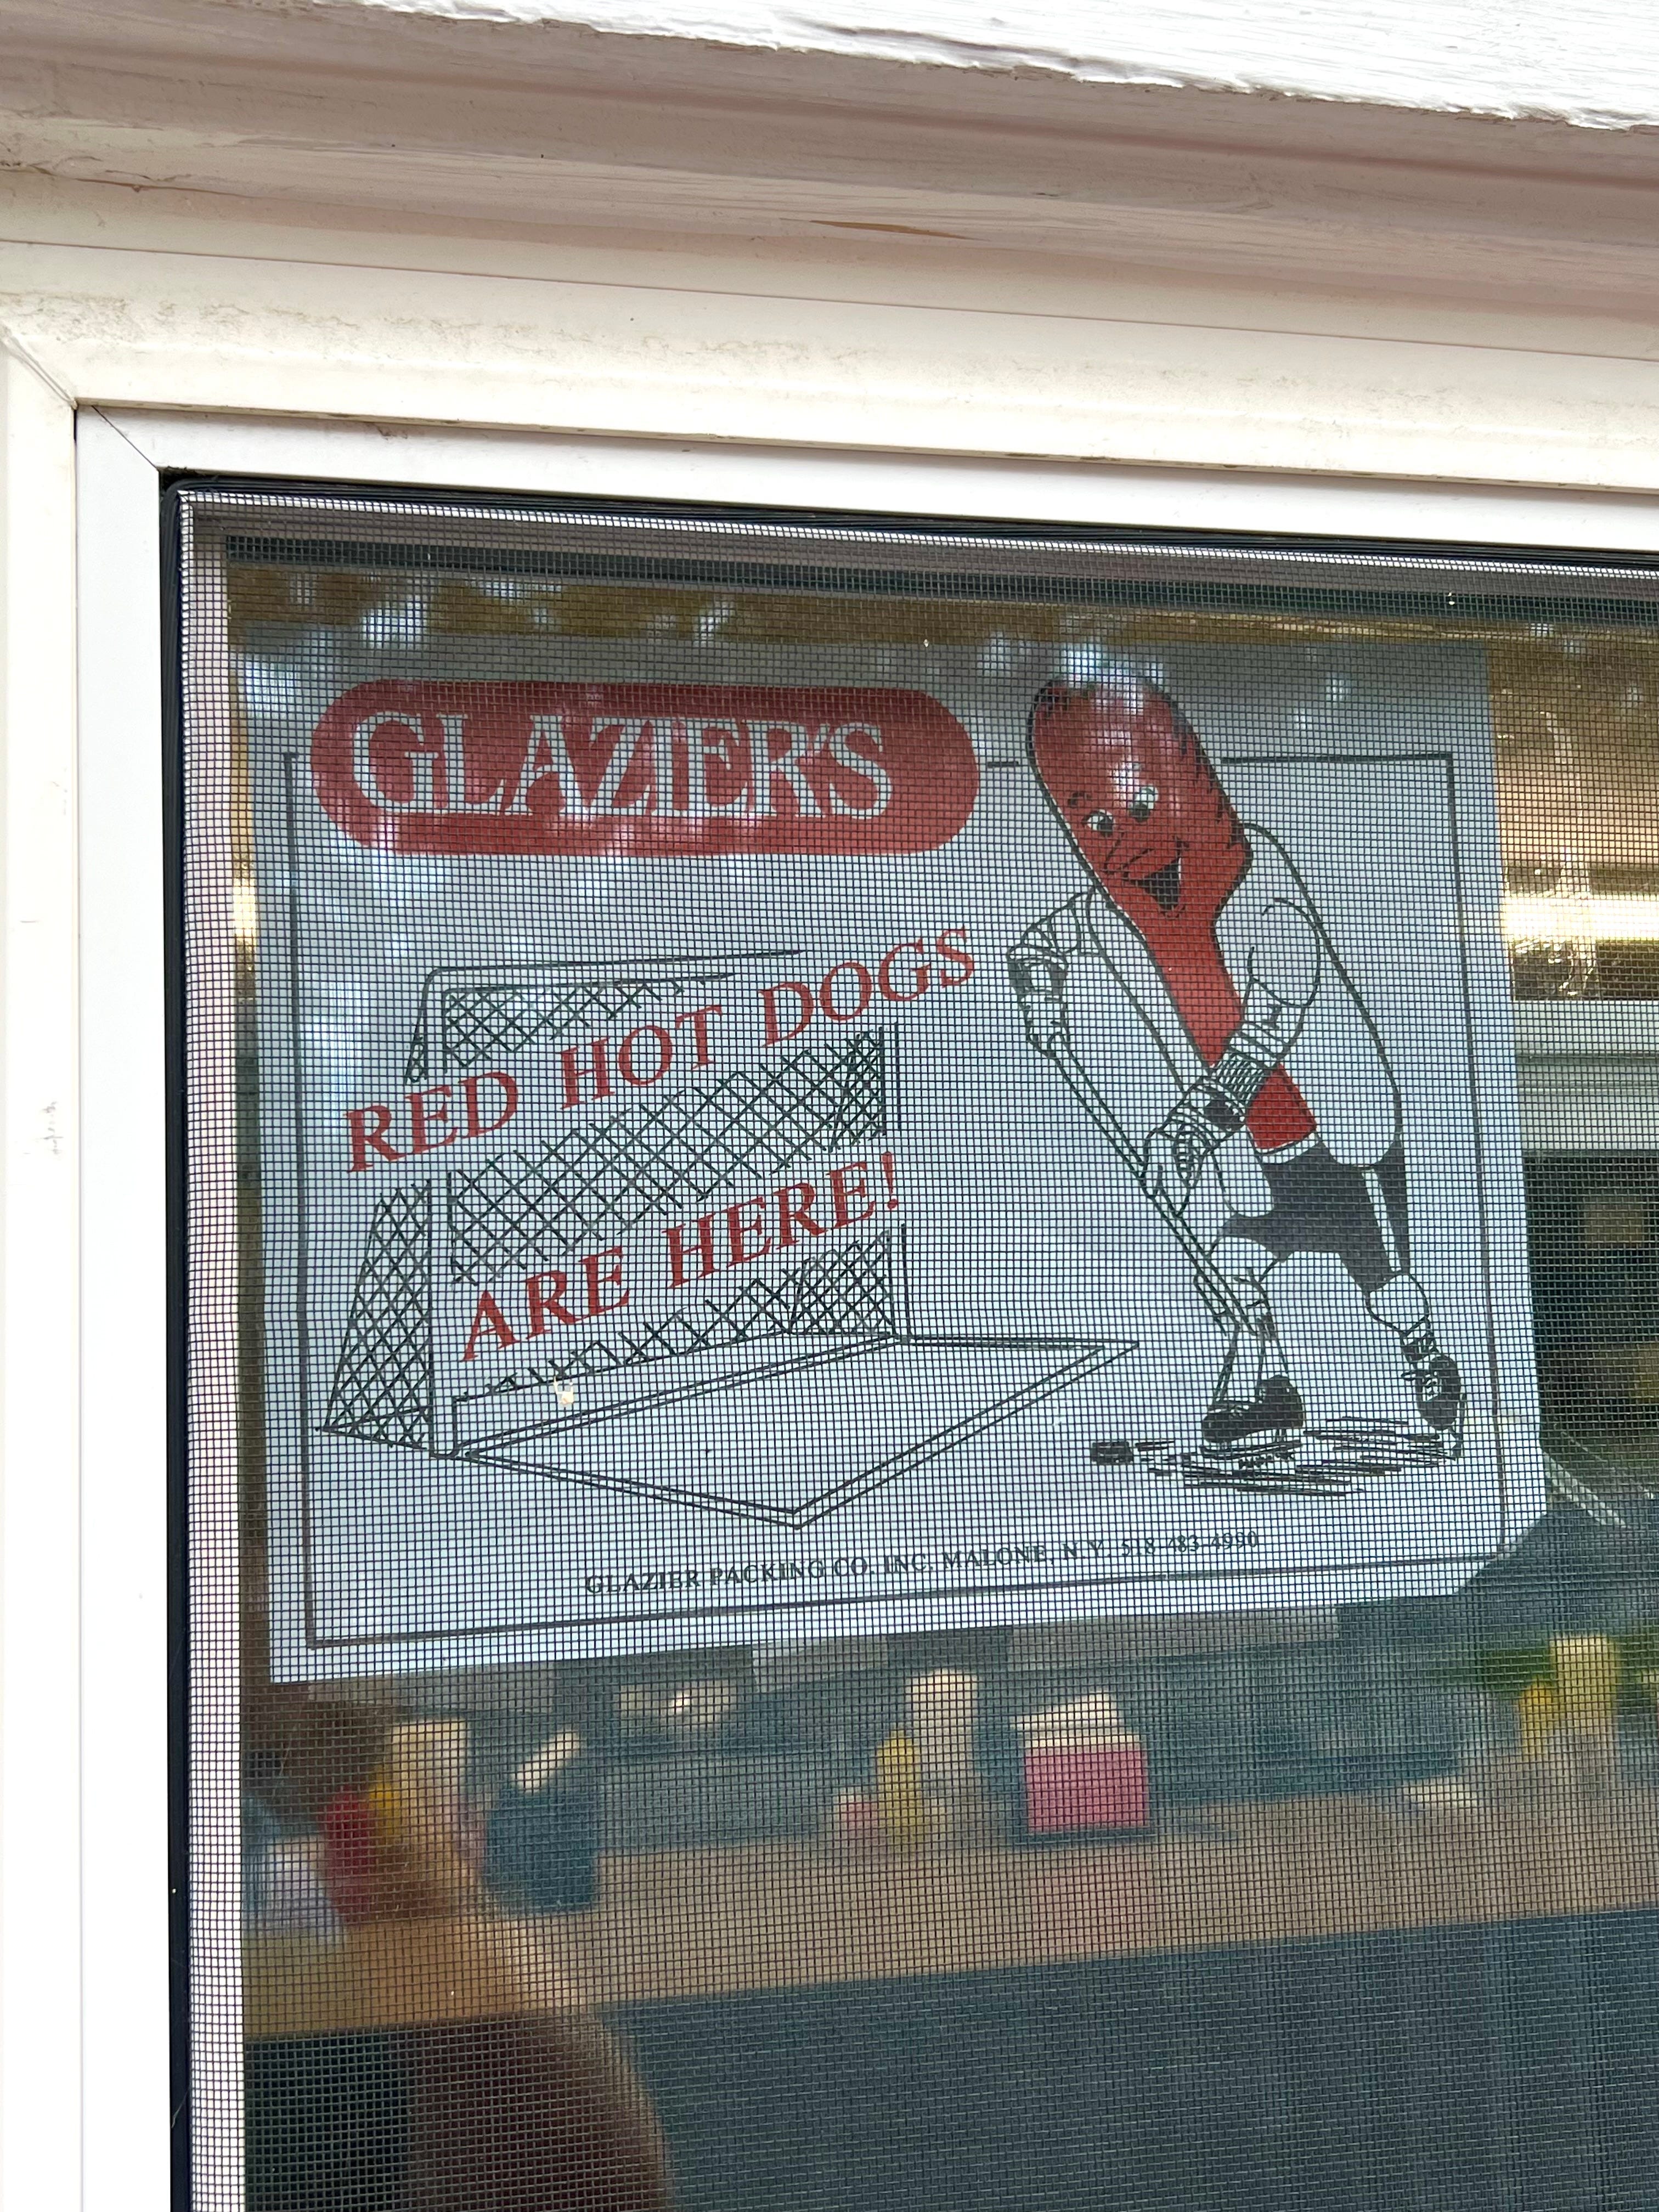 GLAZIER'S
RED HOT DOGS
ARE HERE!
GLAZIER PACKING CO. INC. MALONE, N.Y. 518-483-4990